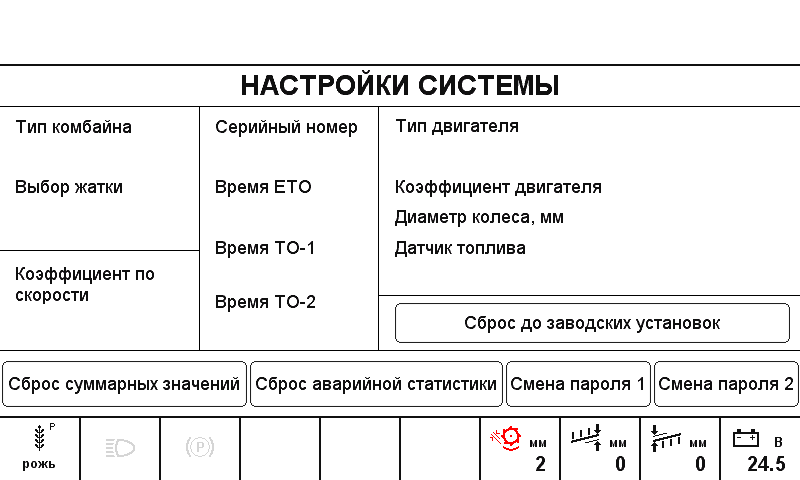 НАСТРОЙКИ СИСТЕМЫ
Тип комбайна
Выбор жатки
Коэффициент по
скорости
Серийный номер
Время ЕТО
Время ТО-1
Время ТО-2
Тип двигателя
Коэффициент двигателя
Диаметр колеса, мм
Датчик топлива
Сброс до заводских установок
Сброс суммарных значений
Сброс аварийной статистики
Смена пароля 1
Смена пароля 2
Р
рожь
(P)
мм
2
мм
0
мм
0
В
24.5